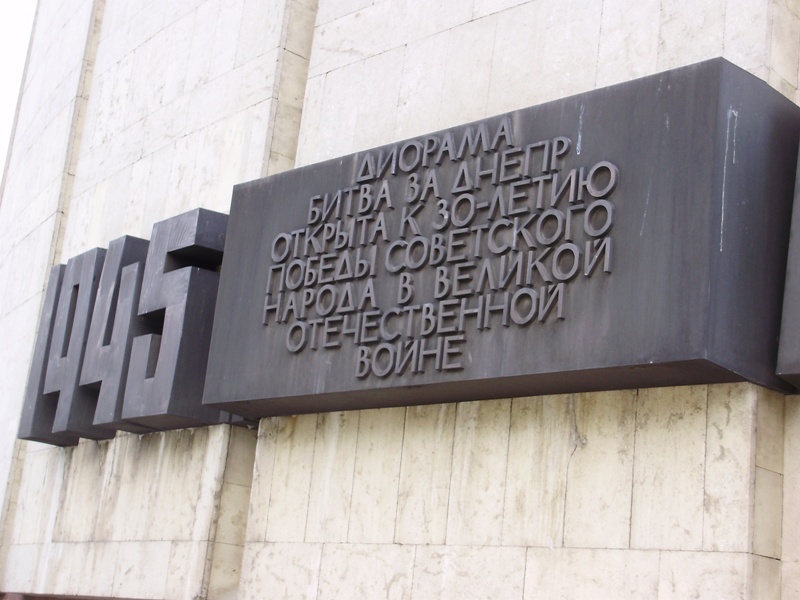 1945
ДИОРАМА
БИТВА ЗА ДНЕПР
ОТКРЫТА К 30-ЛЕТИЮ
ПОБЕДЫ СОВЕТСКОГО
НАРОДА В ВЕЛИКОЙ
ОТЕЧЕСТВЕННОЙ
ВОЙНЕ